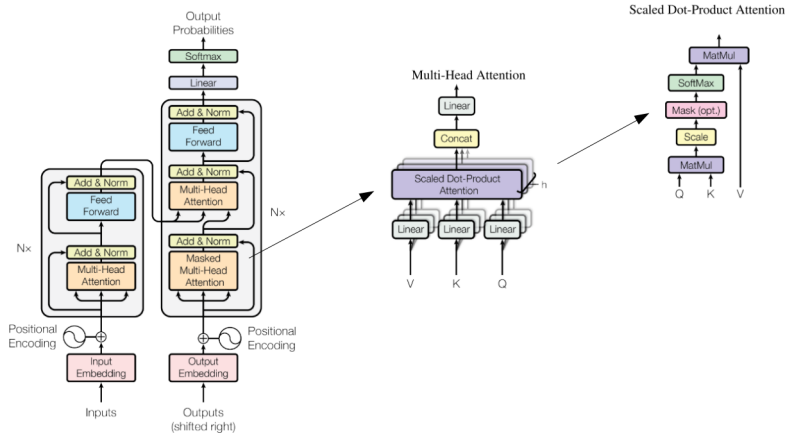 Scaled Dot-Product Attention
MatMul
SoftMax
Mask (opt.)
Scale
MatMul
Q K V
Multi-Head Attention
Linear
Concat
Scaled Dot-Product
Attention
h
Linear Linear Linear
V K Q
Output
Probabilities
Softmax
Linear
Add & Norm
Feed
Forward
Add & Norm
Multi-Head
Attention
Add & Norm
Masked
Multi-Head
Attention
N×
Positional
Encoding
Output
Embedding
Outputs
(shifted right)
Add & Norm
Feed
Forward
Add & Norm
Multi-Head
Attention
N×
Positional
Encoding
Input
Embedding
Inputs